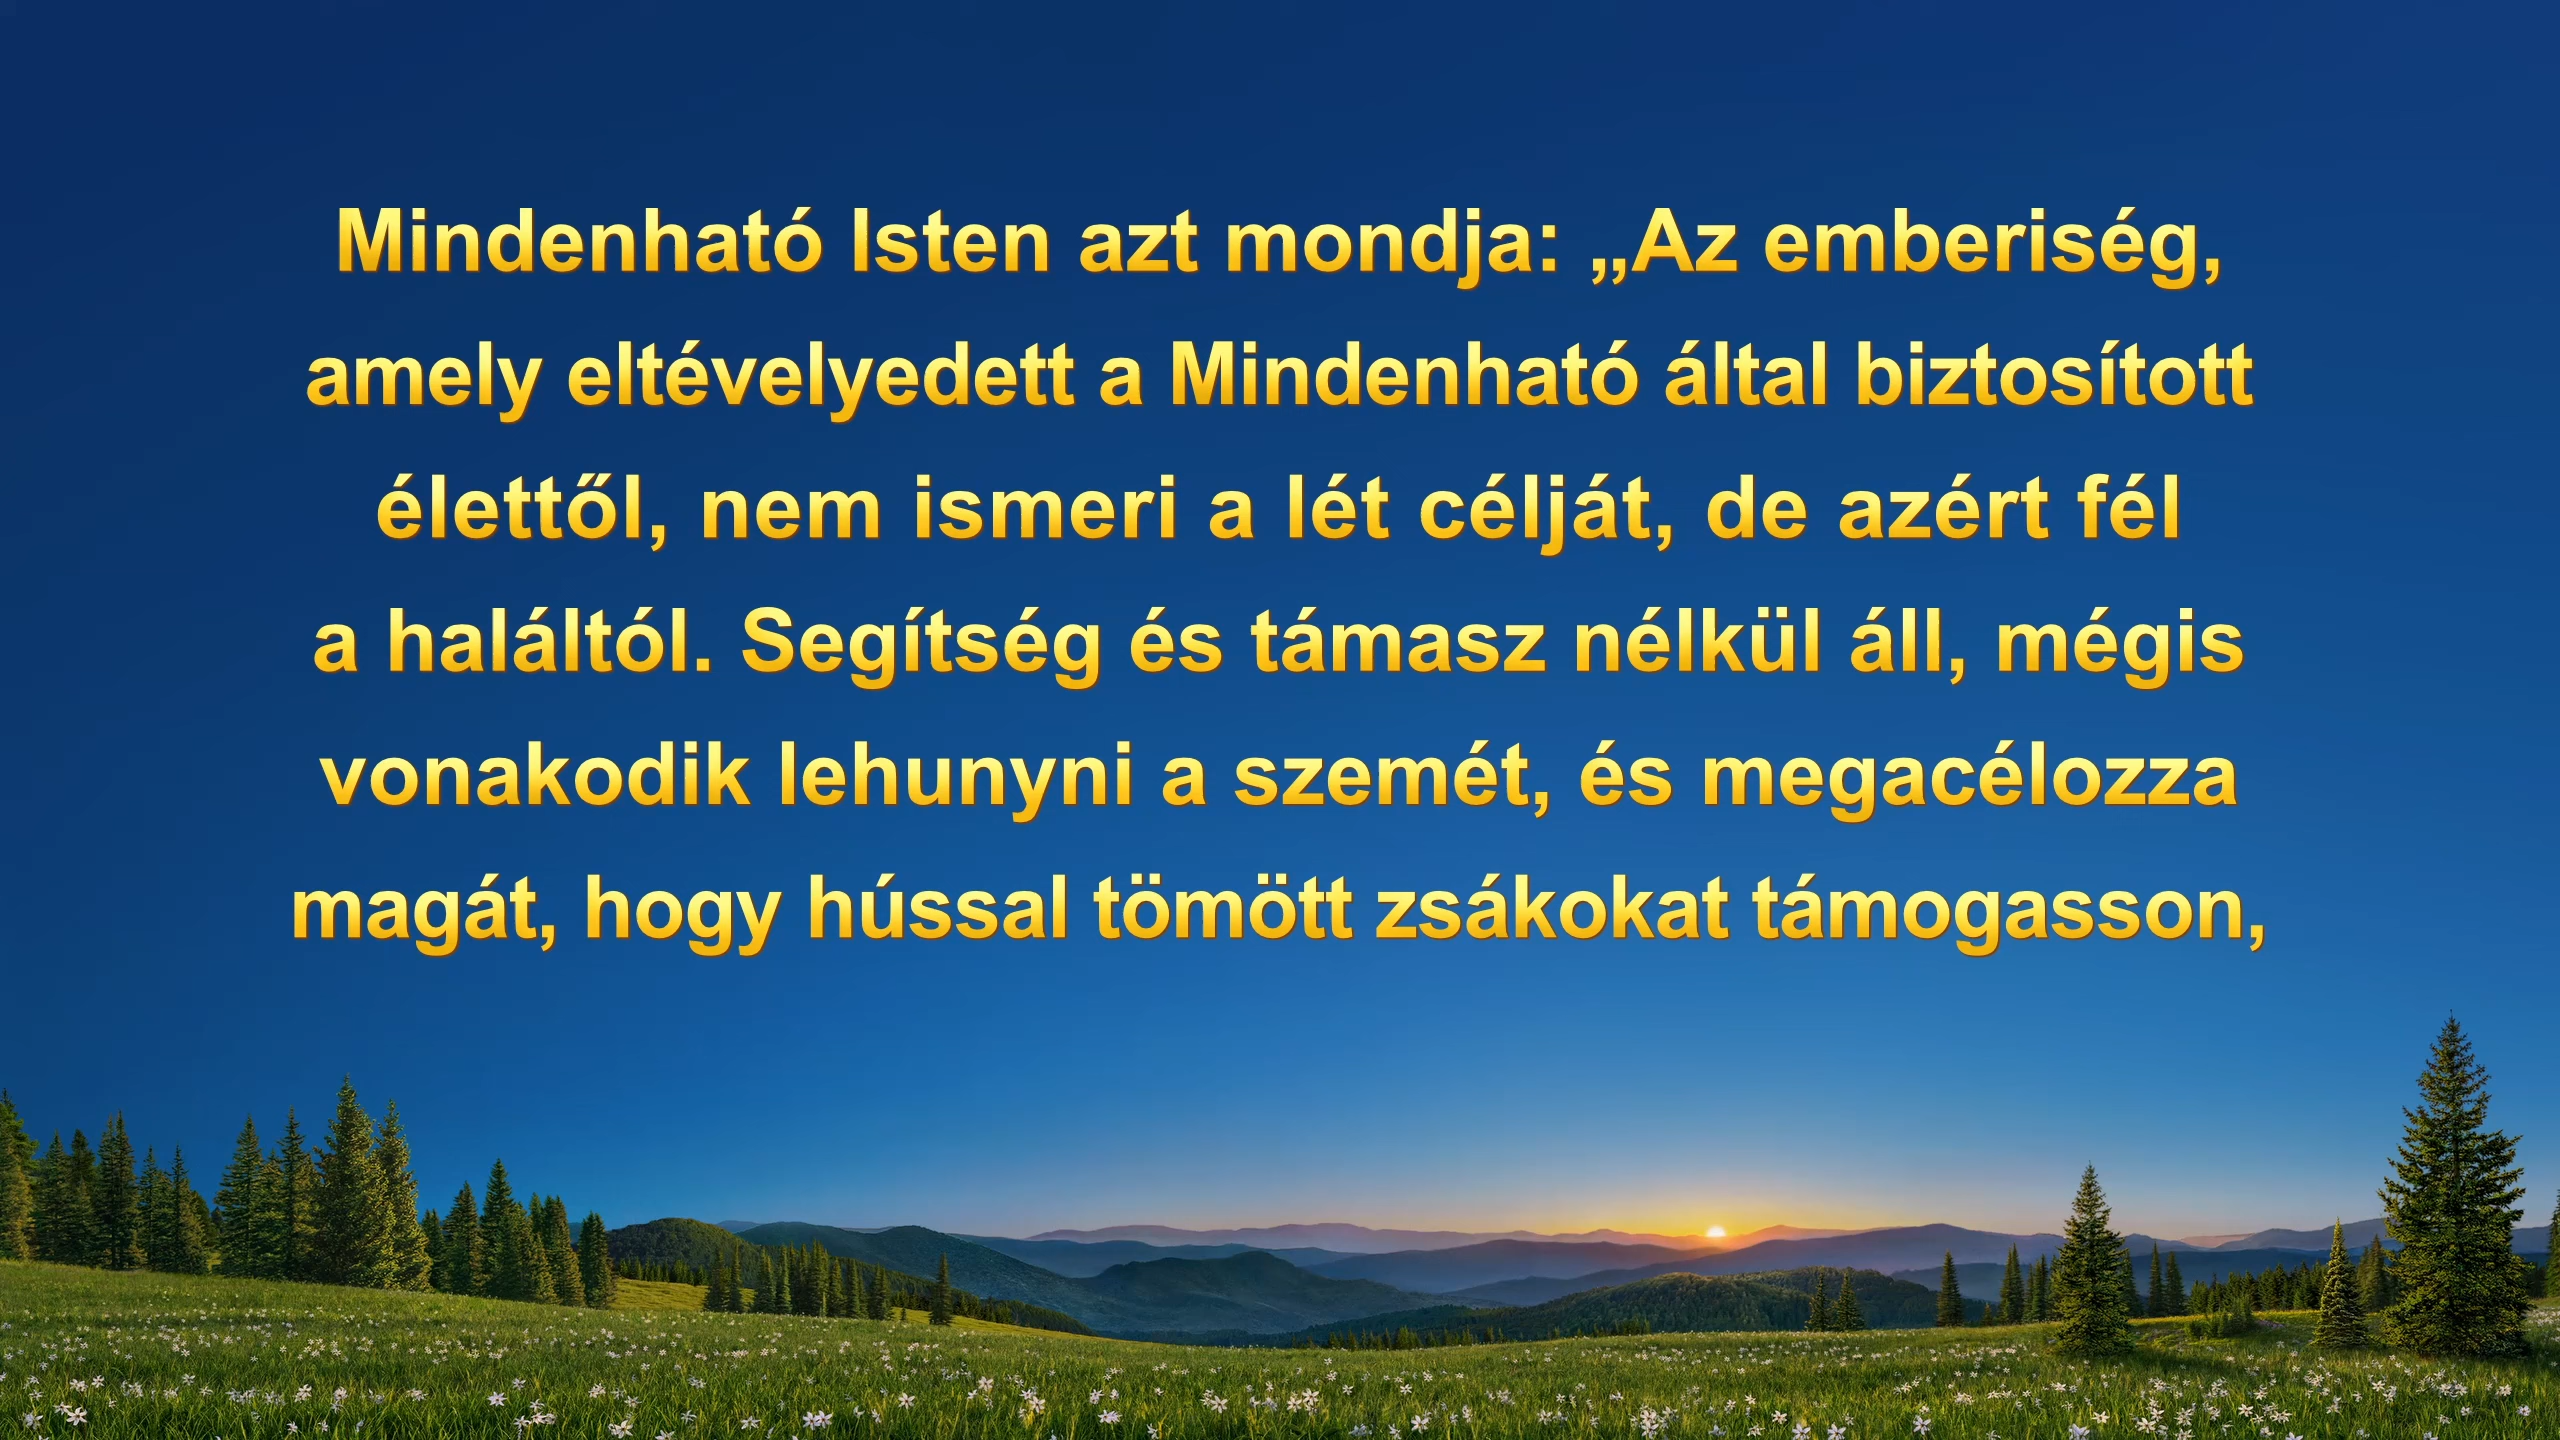 Mindenható Isten azt mondja: „Az emberiség,
amely eltévelyedett a Mindenható által biztosított
élettől, nem ismeri a lét célját, de azért fél
a haláltól. Segítség és támasz nélkül áll, mégis
vonakodik lehunyni a szemét, és megacélozza
magát, hogy hússal tömött zsákokat támogasson,